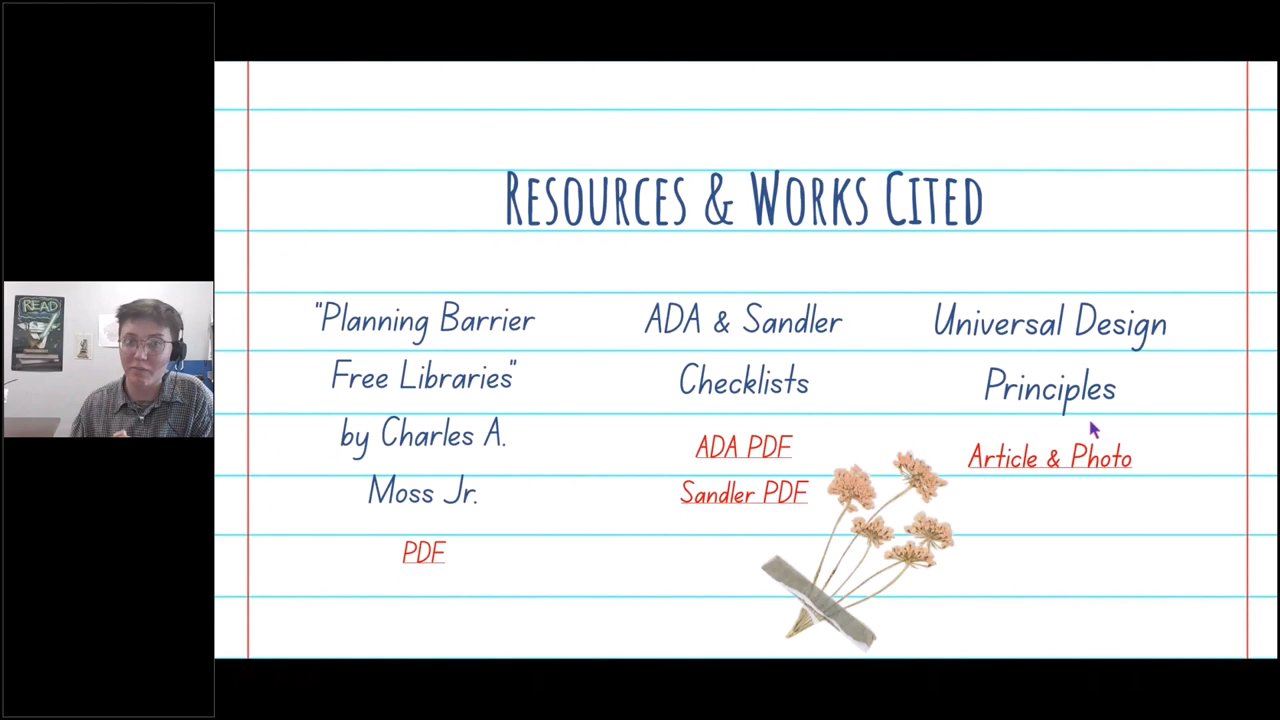 READ
RESOURCES & WORKS CITED
"Planning Barrier
Free Libraries"
by Charles A.
Moss Jr.
PDF
ADA & Sandler
Checklists
ADA PDF
Sandler PDF
Universal Design
Principles
Article & Photo